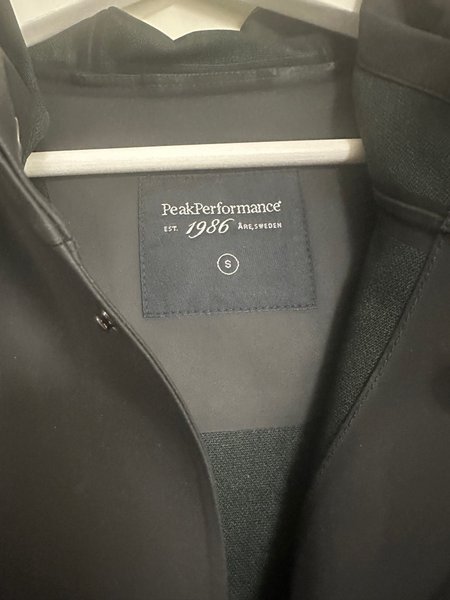 PeakPerformance®
EST. 1986 ÅRE, SWEDEN
S